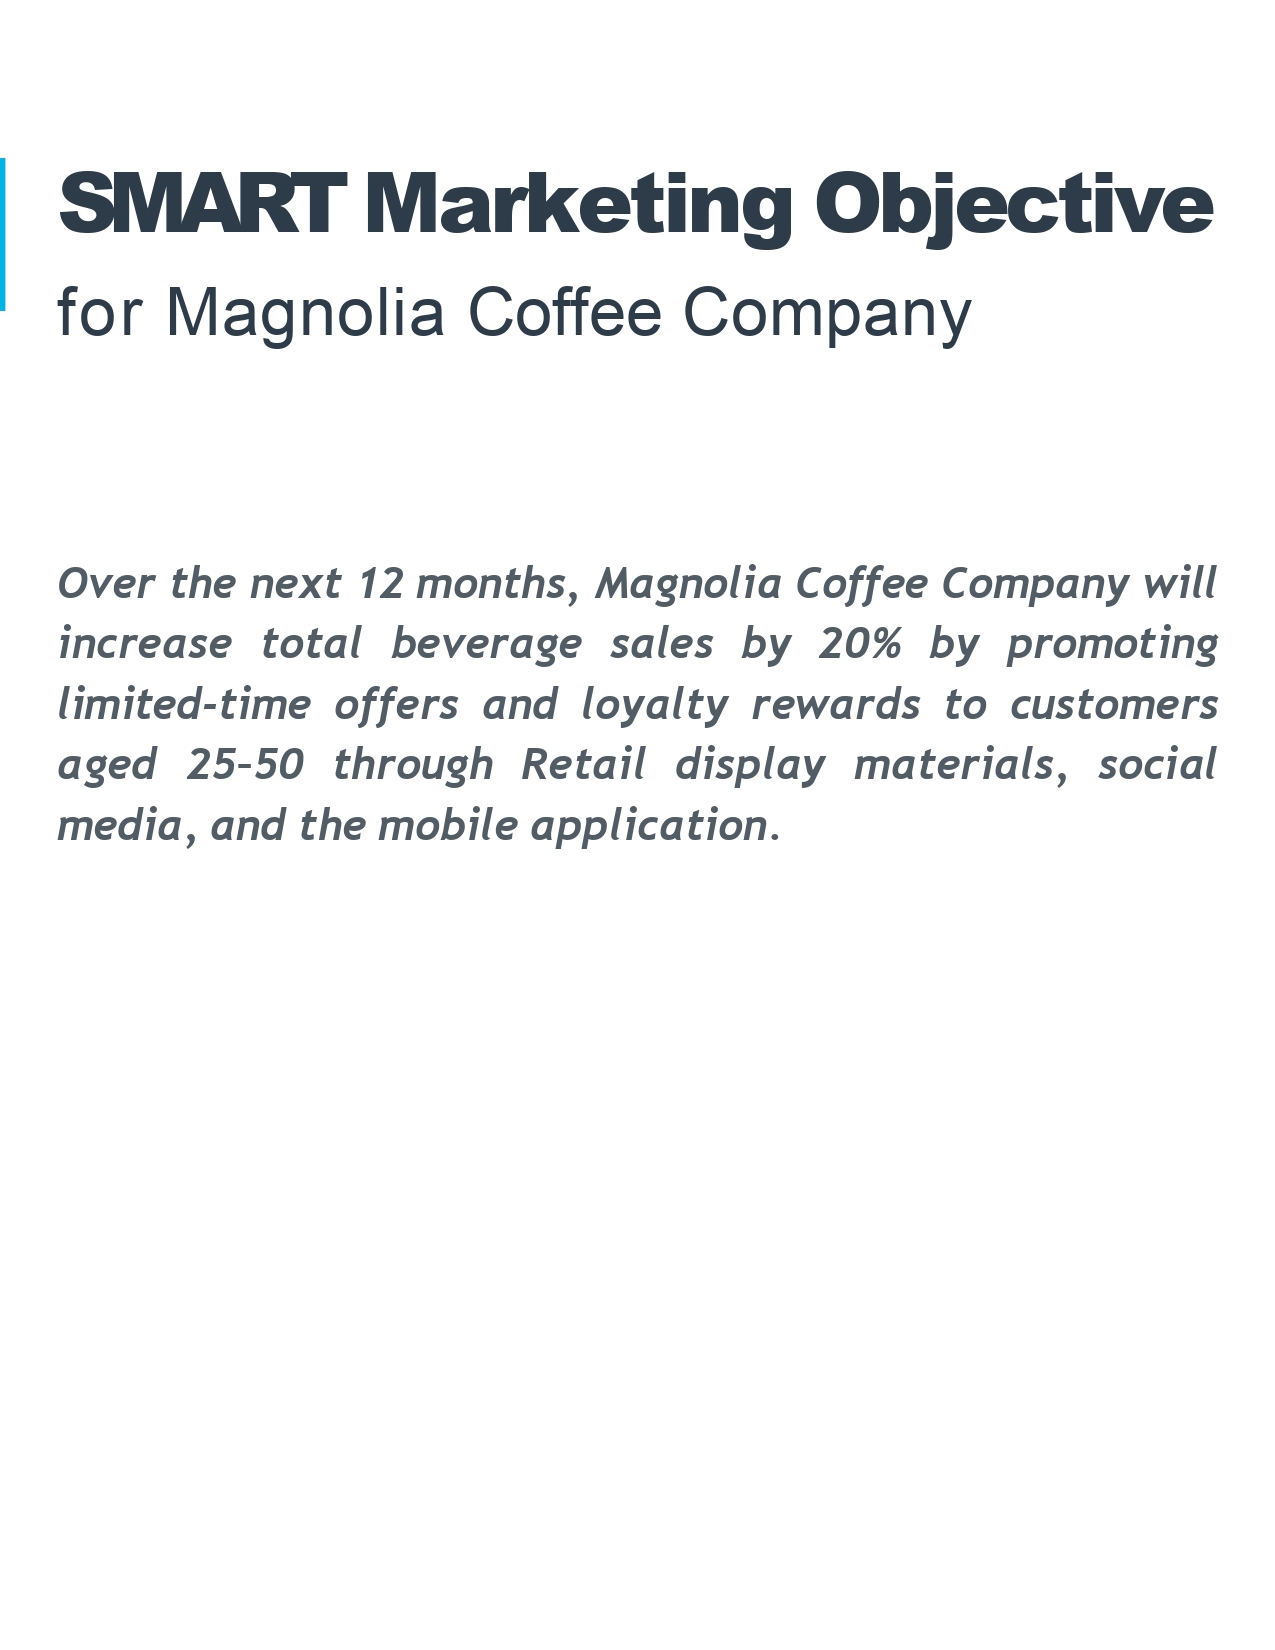 SMART Marketing Objective
for Magnolia Coffee Company
Over the next 12 months, Magnolia Coffee Company will
increase total beverage sales by 20% by promoting
limited-time offers and loyalty rewards to customers
aged 25–50 through Retail display materials, social
media, and the mobile application.